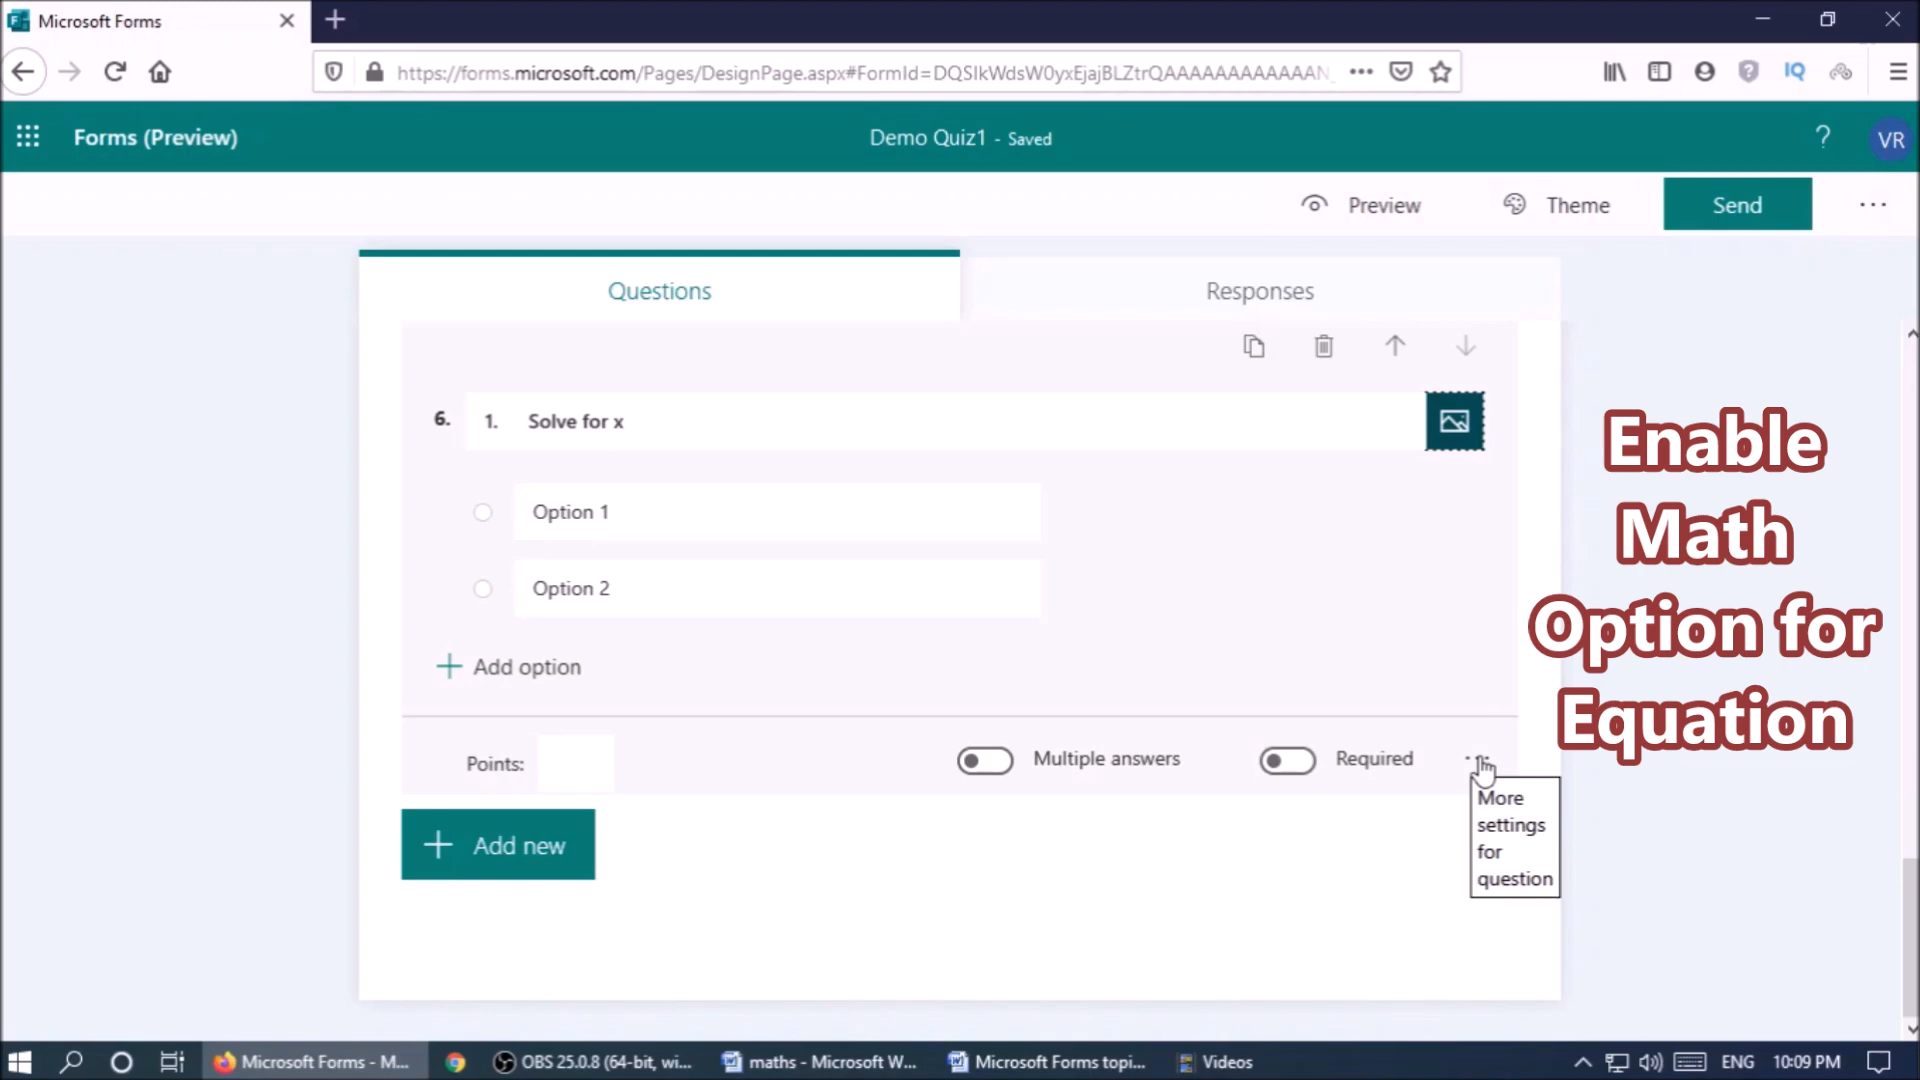 Microsoft Forms
https://forms.microsoft.com/Pages/DesignPage.aspx#FormId=DQSIkWdsW0yxEjajBLZtrQAAAAAAAAAAAAN_
IQ
Forms (Preview)
Demo Quiz1 - Saved
?
VR
Preview
Theme
Send
Questions
Responses
6.
1. Solve for x
Option 1
Option 2
Add option
Points:
Multiple answers
Required
More
settings
for
question
Add new
Enable
Math
Option for
Equation
Microsoft Forms - M...
OBS 25.0.8 (64-bit, wi...
maths - Microsoft W...
Microsoft Forms topi...
Videos
ENG
10:09 PM